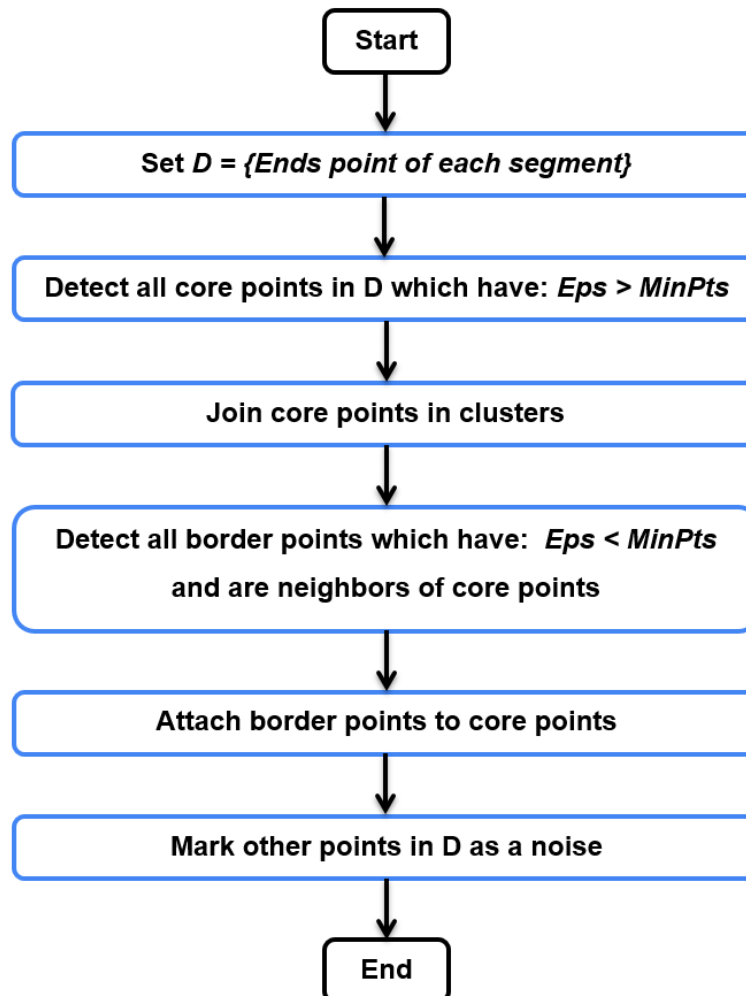 Start
Set D = {Ends point of each segment}
Detect all core points in D which have: Eps > MinPts
Join core points in clusters
Detect all border points which have: Eps < MinPts
and are neighbors of core points
Attach border points to core points
Mark other points in D as a noise
End